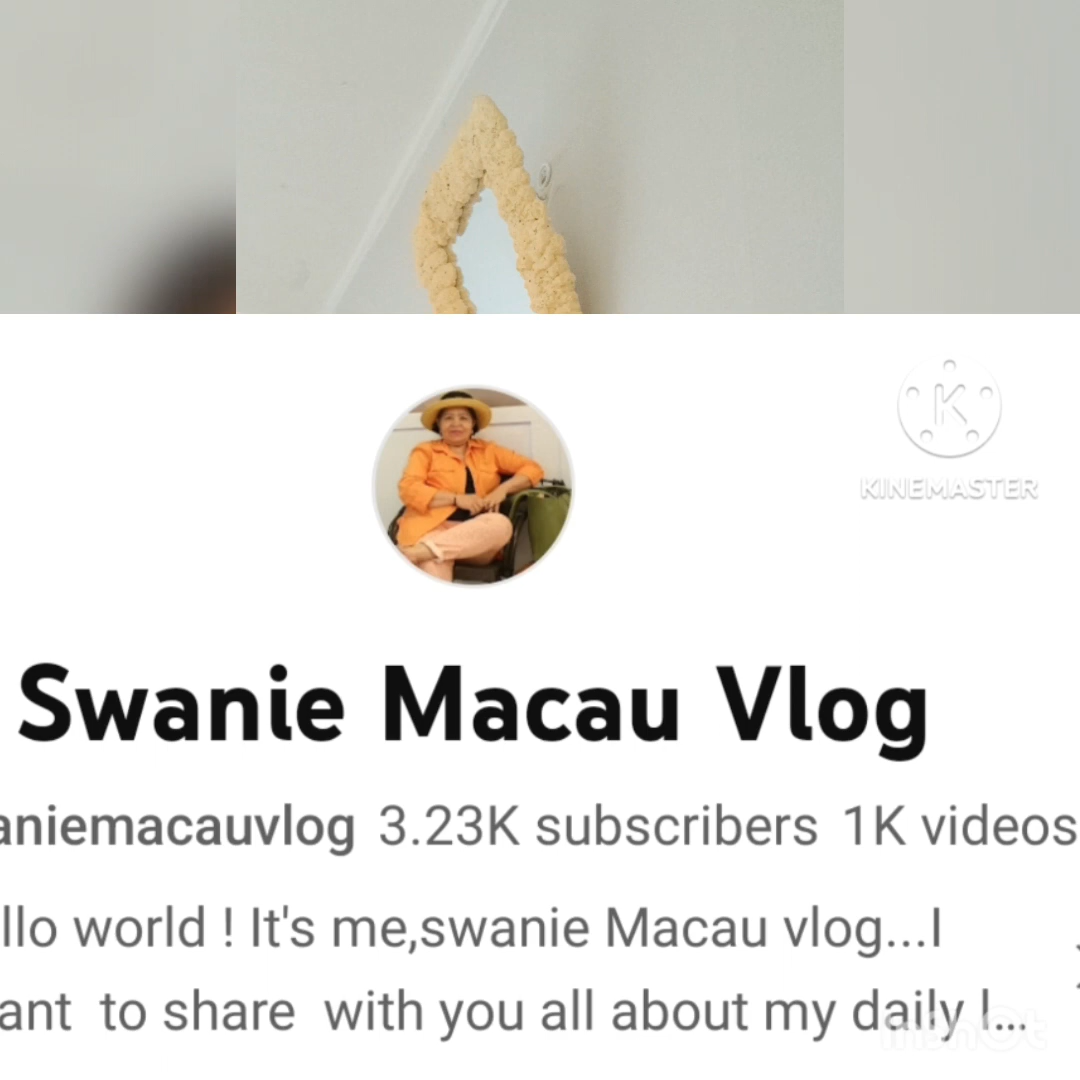 K
KINEMASTER
Swanie Macau Vlog
aniemacauvlog 3.23K subscribers 1K videos
llo world ! It's me,swanie Macau vlog...I
ant to share with you all about my daily l...
InShOt